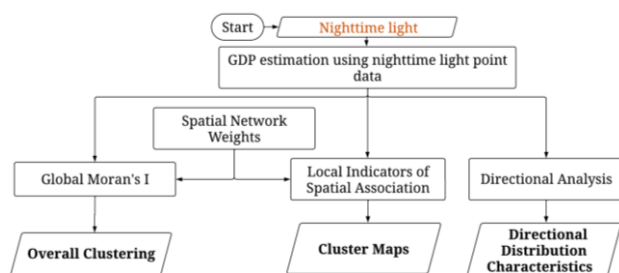 Start
Nighttime light
GDP estimation using nighttime light point
data
Spatial Network
Weights
Global Moran's I
Local Indicators of
Spatial Association
Directional Analysis
Overall Clustering
Cluster Maps
Directional
Distribution
Characteristics